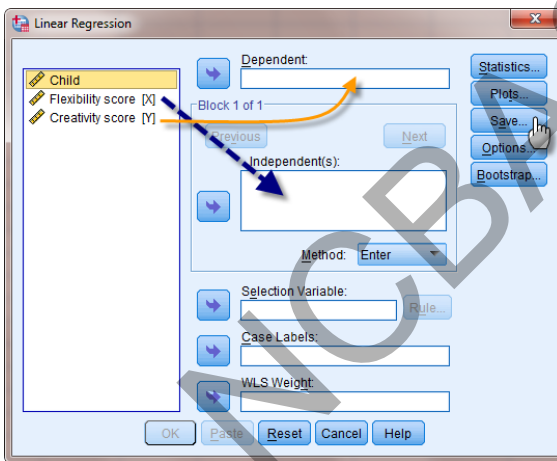 Linear Regression
Child
Flexibility score [X]
Creativity score [Y]
Dependent:
Block 1 of 1
Previous
Next
Independent(s):
Method: Enter
Selection Variable:
Rule...
Case Labels:
WLS Weight:
Statistics...
Plots...
Save...
Options...
Bootstrap...
OK
Paste
Reset
Cancel
Help
NCBA